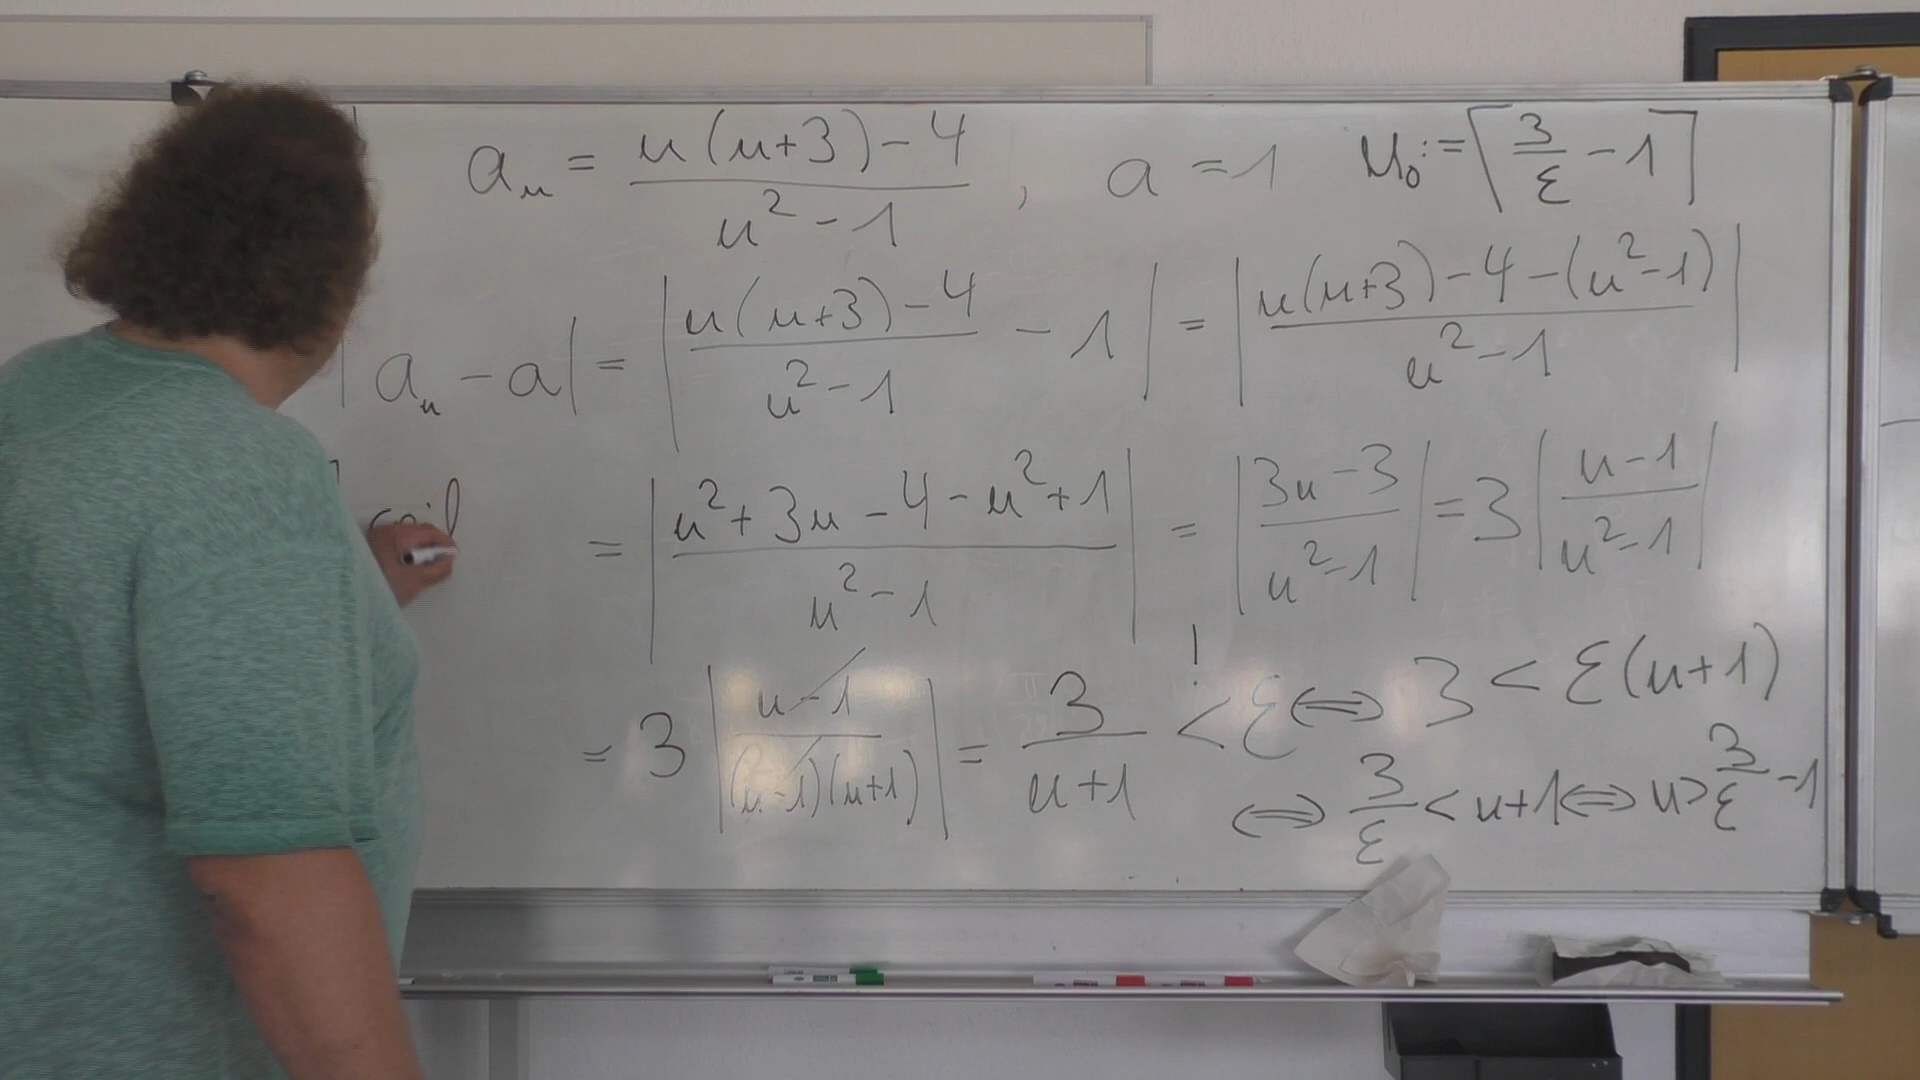 aₙ = (n(n+3)-4)/(n²-1) , a = 1 n₀ := ⌈3/ε - 1⌉
|aₙ - a| = |(n(n+3)-4)/(n²-1) - 1| = |(n(n+3)-4-(n²-1))/(n²-1)|
= |(n²+3n-4-n²+1)/(n²-1)| = |(3n-3)/(n²-1)| = 3|(n-1)/(n²-1)|
= 3|(n-1)/((n-1)(n+1))| = 3/(n+1) <! ε ⇔ 3 < ε(n+1)
⇔ 3/ε < n+1 ⇔ n > 3/ε - 1